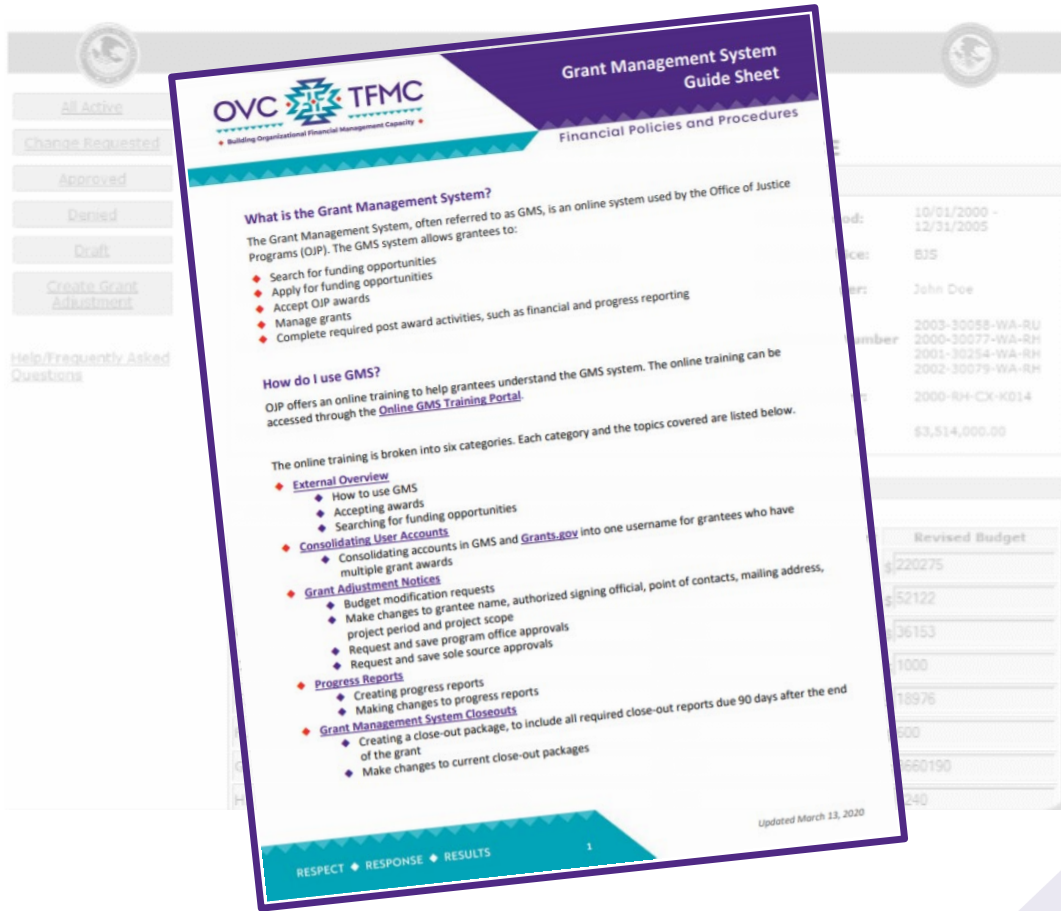 All Active
Change Requested
Approved
Denied
Draft
Create Grant
Adjustment
Help/Frequently Asked
Questions
OVC TFMC
Building Organizational Financial Management Capacity
Grant Management System
Guide Sheet
Financial Policies and Procedures
What is the Grant Management System?
The Grant Management System, often referred to as GMS, is an online system used by the Office of Justice
Programs (OJP). The GMS system allows grantees to:
Search for funding opportunities
Apply for funding opportunities
Accept OJP awards
Manage grants
Complete required post award activities, such as financial and progress reporting
How do I use GMS?
OJP offers an online training to help grantees understand the GMS system. The online training can be
accessed through the Online GMS Training Portal.
The online training is broken into six categories. Each category and the topics covered are listed below.
External Overview
How to use GMS
Accepting awards
Searching for funding opportunities
Consolidating User Accounts
Consolidating accounts in GMS and Grants.gov into one username for grantees who have
multiple grant awards
Grant Adjustment Notices
Budget modification requests
Make changes to grantee name, authorized signing official, point of contacts, mailing address,
project period and project scope
Request and save program office approvals
Request and save sole source approvals
Progress Reports
Creating progress reports
Making changes to progress reports
Grant Management System Closeouts
Creating a close-out package, to include all required close-out reports due 90 days after the end
of the grant
Make changes to current close-out packages
Updated March 13, 2020
RESPECT ◆ RESPONSE ◆ RESULTS
1
10/01/2000 -
12/31/2005
BJS
John Doe
2003-30058-WA-RU
2000-30077-WA-RH
2001-30254-WA-RH
2002-30079-WA-RH
2000-RH-CX-K014
$3,514,000.00
Revised Budget
$ 220275
$ 52122
$ 36153
1000
18976
600
660190
240